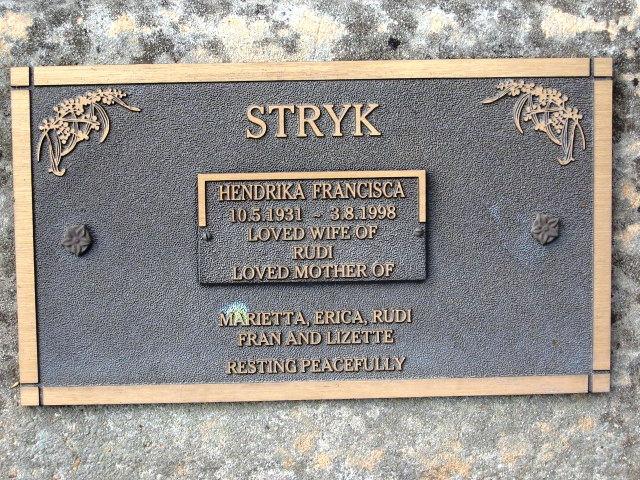 STRYK
HENDRIKA FRANCISCA
10.5.1931 ~ 3.8.1998
LOVED WIFE OF
RUDI
LOVED MOTHER OF
MARIETTA, ERICA, RUDI
FRAN AND LIZETTE
RESTING PEACEFULLY